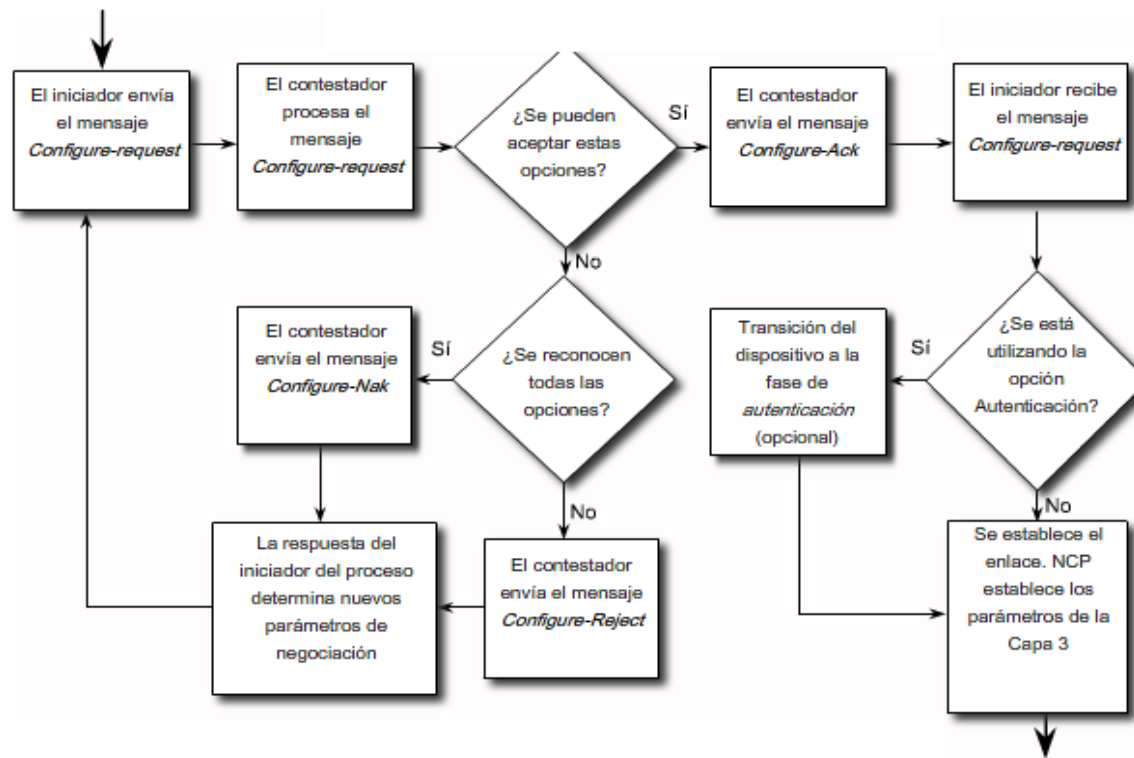 El iniciador envía
el mensaje
Configure-request
El contestador
procesa el
mensaje
Configure-request
¿Se pueden
aceptar estas
opciones?
Sí
El contestador
envía el mensaje
Configure-Ack
El iniciador recibe
el mensaje
Configure-request
No
El contestador
envía el mensaje
Configure-Nak
Sí
¿Se reconocen
todas las
opciones?
Transición del
dispositivo a la
fase de
autenticación
(opcional)
Sí
¿Se está
utilizando la
opción
Autenticación?
No
No
La respuesta del
iniciador del proceso
determina nuevos
parámetros de
negociación
El contestador
envía el mensaje
Configure-Reject
Se establece el
enlace. NCP
establece los
parámetros de la
Capa 3